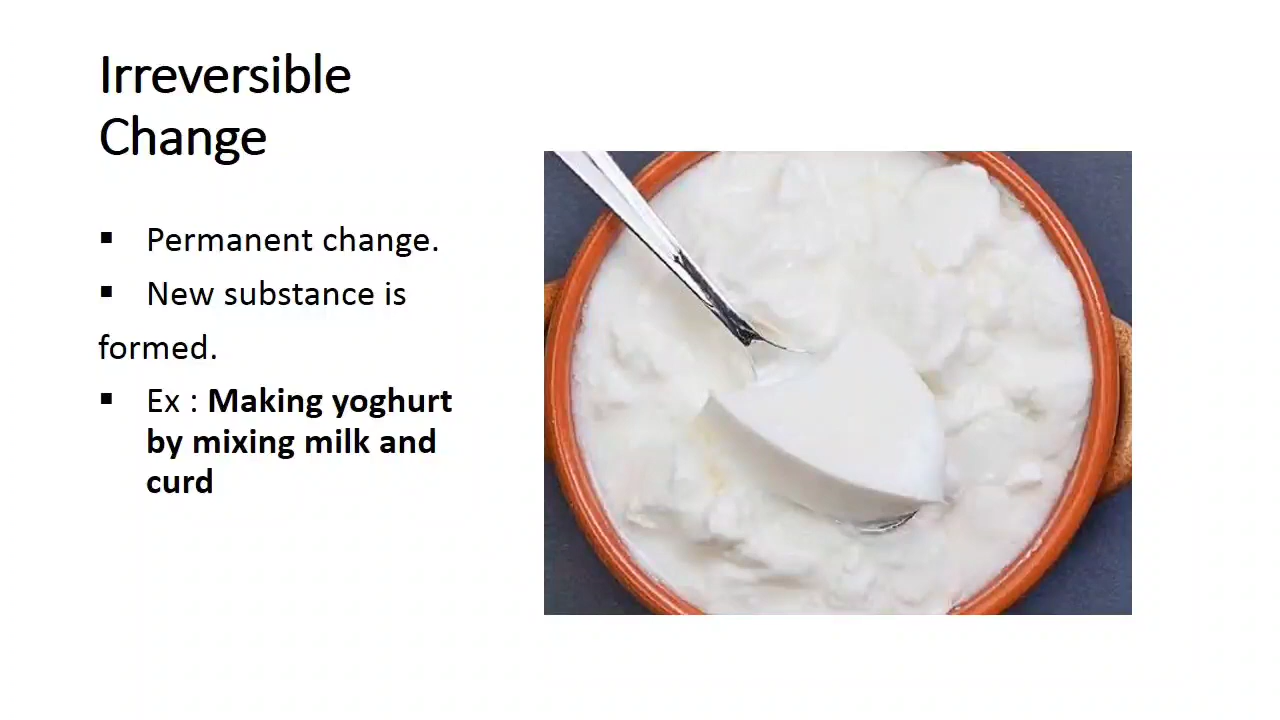 Irreversible
Change
▪ Permanent change.
▪ New substance is
formed.
▪ Ex : Making yoghurt
by mixing milk and
curd